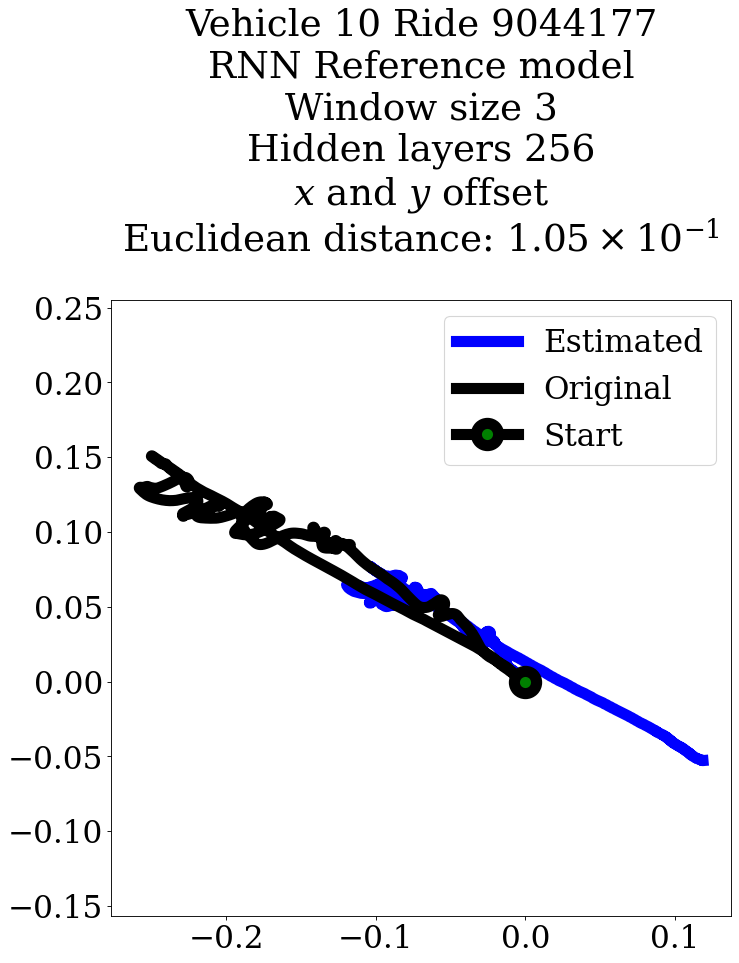 Vehicle 10 Ride 9044177
RNN Reference model
Window size 3
Hidden layers 256
x and y offset
Euclidean distance: 1.05 × 10⁻¹
Estimated
Original
Start
0.25
0.20
0.15
0.10
0.05
0.00
−0.05
−0.10
−0.15
−0.2
−0.1
0.0
0.1